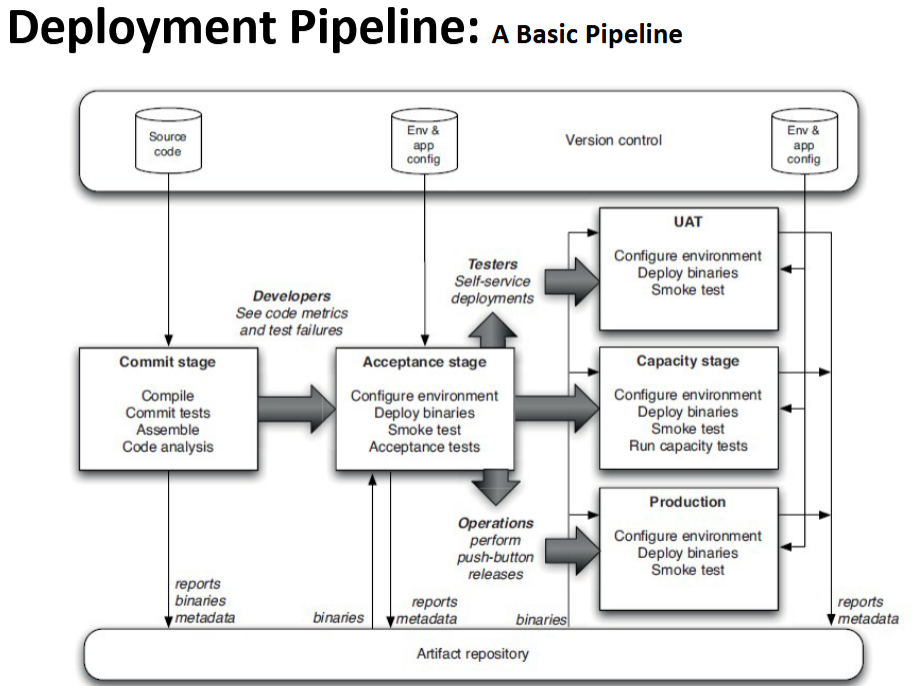 Deployment Pipeline: A Basic Pipeline
Source
code
Env &
app
config
Version control
Env &
app
config
Developers
See code metrics
and test failures
Testers
Self-service
deployments
Commit stage
Compile
Commit tests
Assemble
Code analysis
Acceptance stage
Configure environment
Deploy binaries
Smoke test
Acceptance tests
UAT
Configure environment
Deploy binaries
Smoke test
Capacity stage
Configure environment
Deploy binaries
Smoke test
Run capacity tests
Operations
perform
push-button
releases
Production
Configure environment
Deploy binaries
Smoke test
reports
binaries
metadata
binaries
reports
metadata
binaries
reports
metadata
Artifact repository